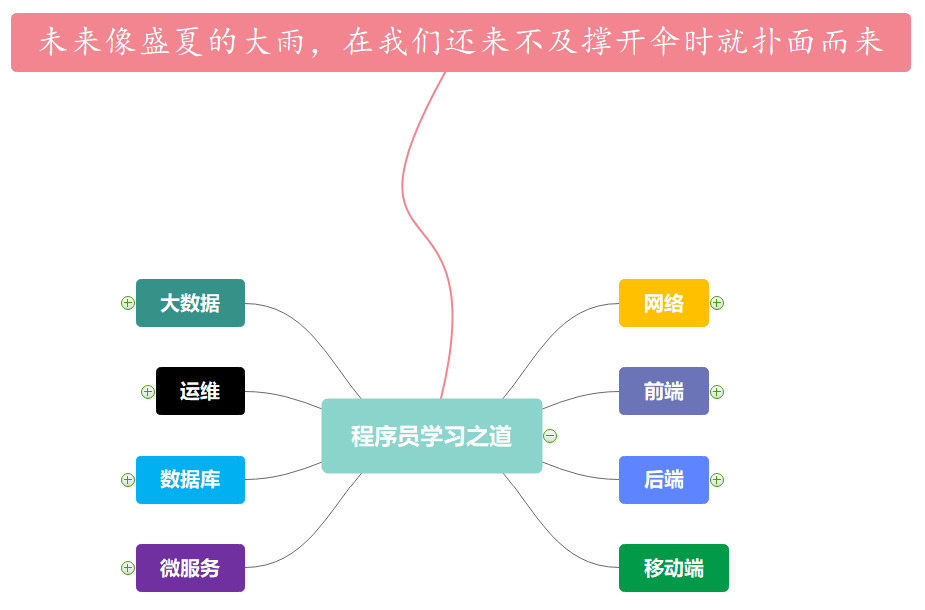 未来像盛夏的大雨，在我们还来不及撑开伞时就扑面而来
大数据
网络
运维
前端
程序员学习之道
数据库
后端
微服务
移动端